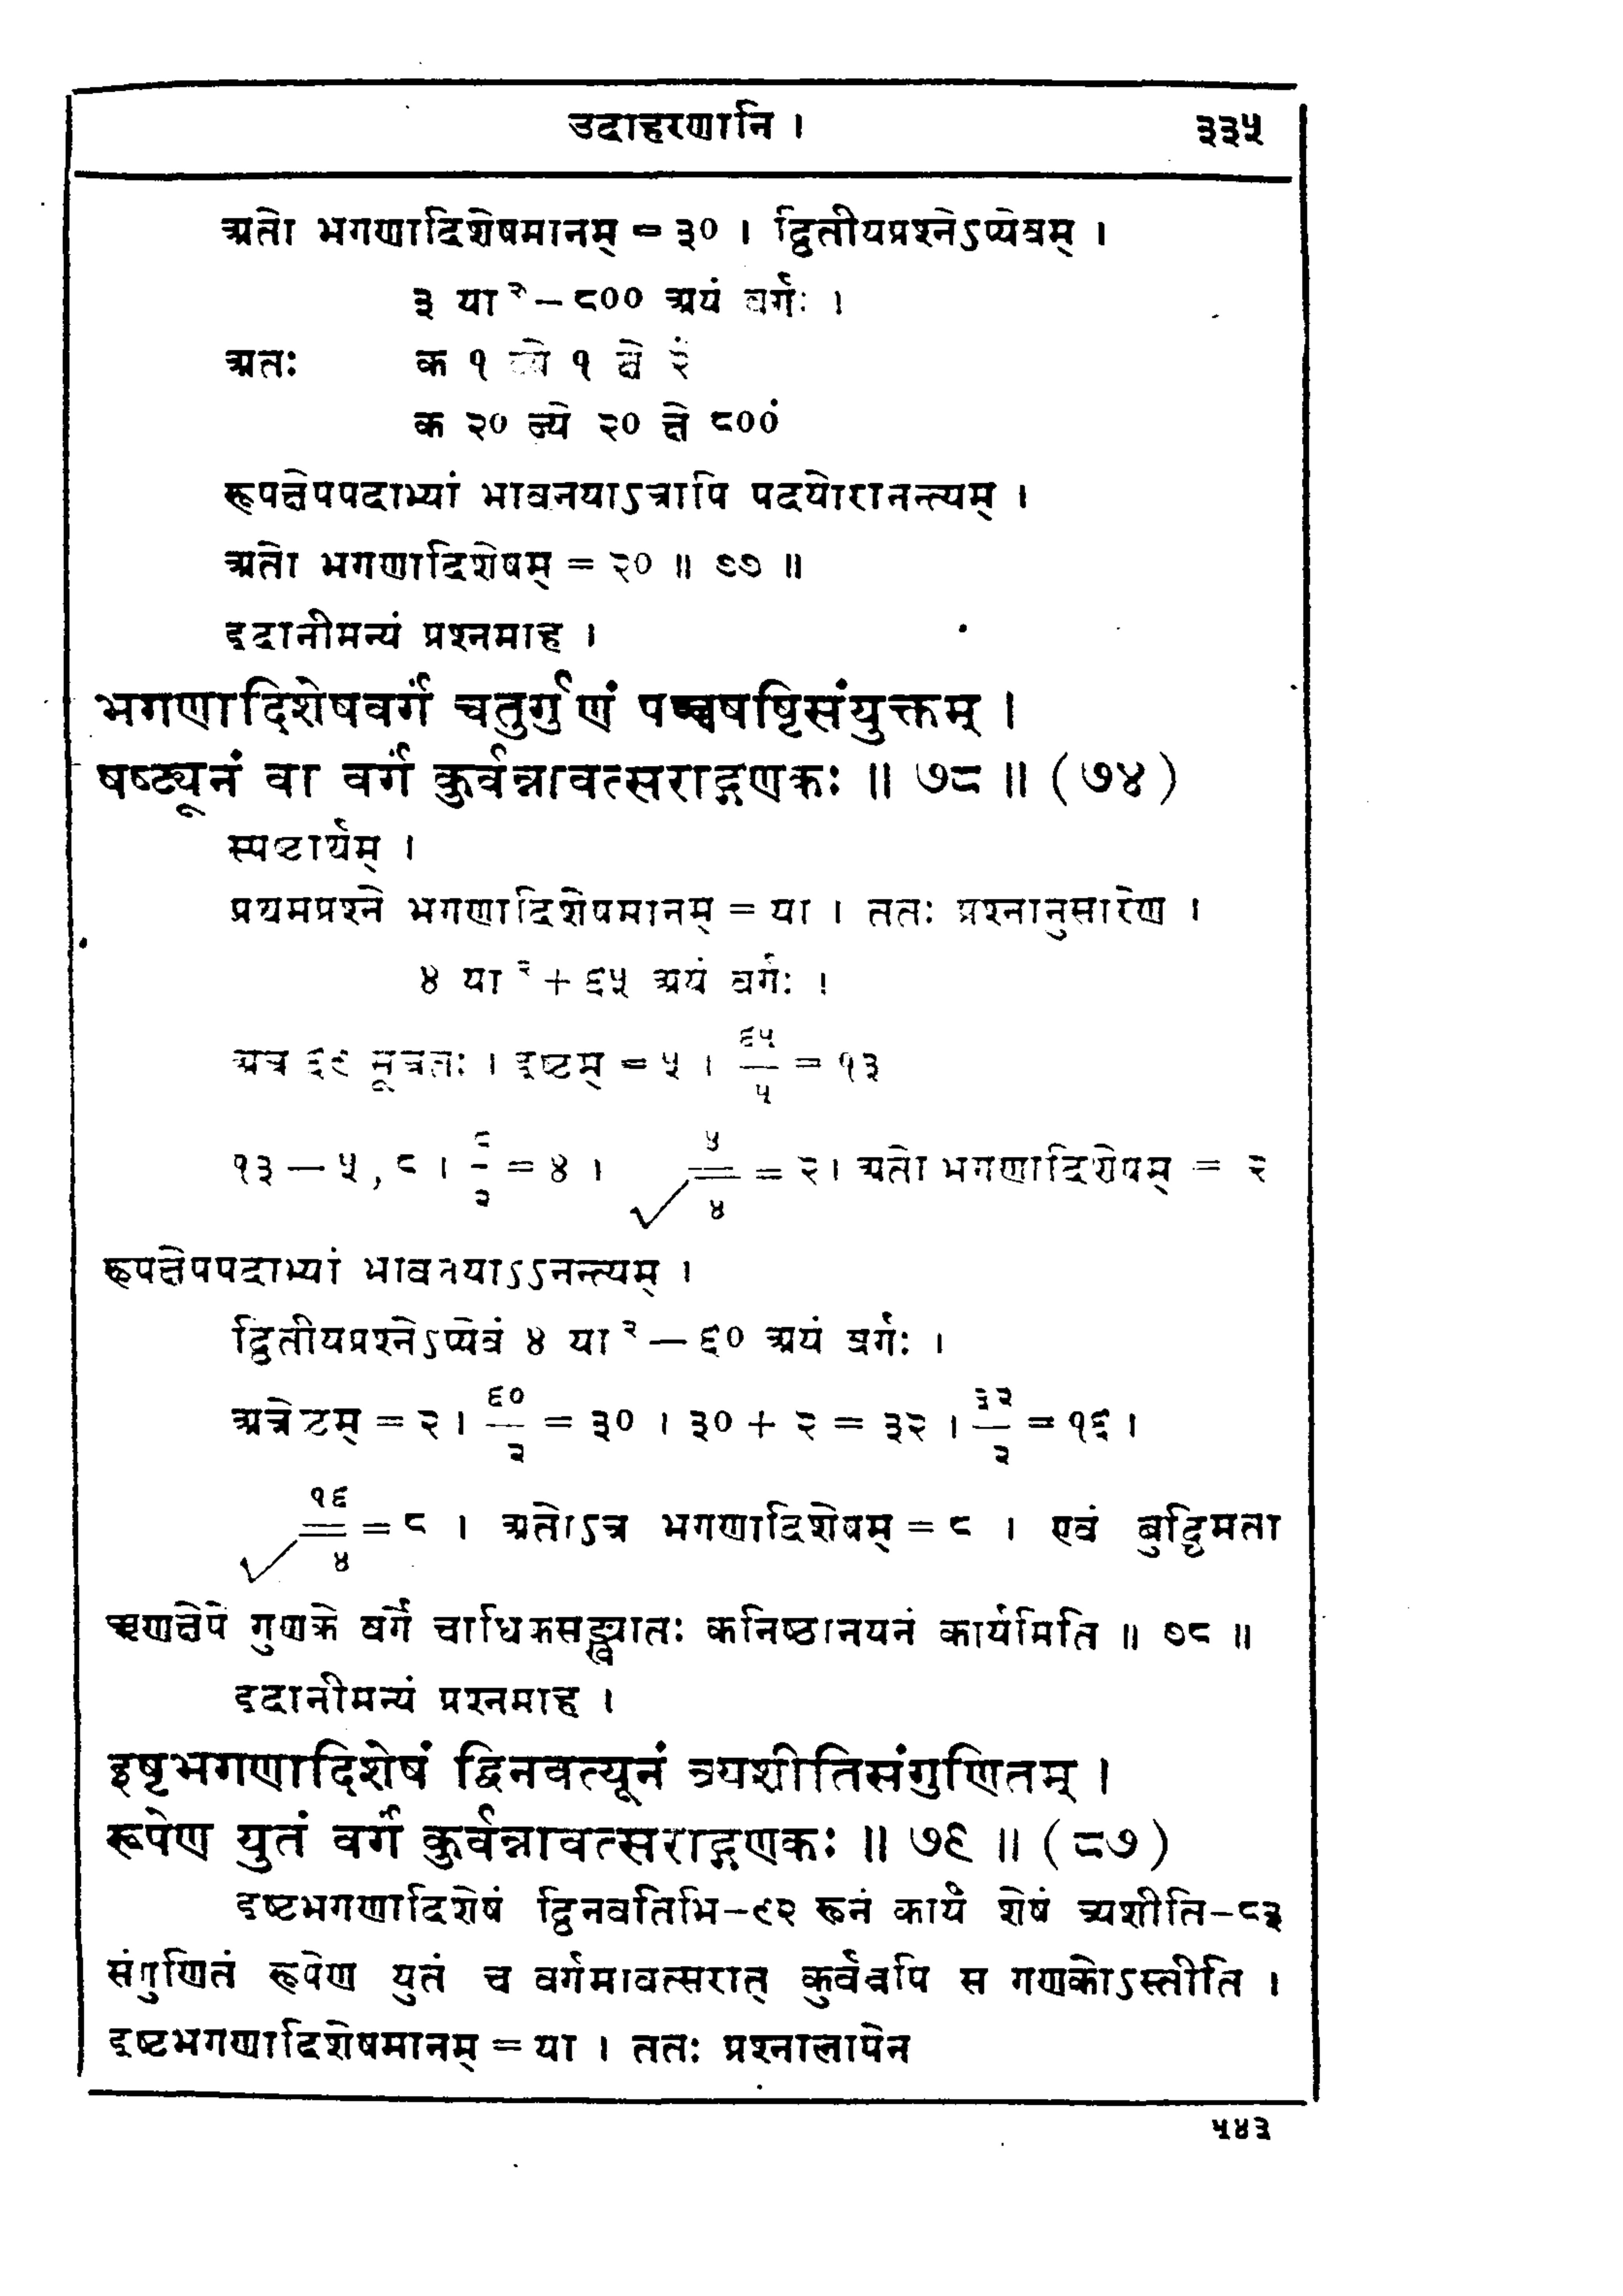 उदाहरणानि ।
३३५
अतो भगणादिशेषमानम् = ३० । द्वितीयप्रश्नेऽप्येवम् ।
३ या २ – ८०० अयं वर्गः ।
अतः क १ ज्ये १ क्षे २ं
क २० ज्ये २० क्षे ८००ं
रूपक्षेपपदाभ्यां भावनयाऽत्रापि पदयोरानन्त्यम् ।
अतो भगणादिशेषम् = २० ॥ ७७ ॥
इदानीमन्यं प्रश्नमाह ।
भगणादिशेषवर्गं चतुर्गुणं पञ्चषष्टिसंयुक्तम् ।
षष्ट्यूनं वा वर्गं कुर्वन्नावत्सराद्गणकः ॥ ७८ ॥ ( ७४ )
स्पष्टार्थम् ।
प्रथमप्रश्ने भगणादिशेषमानम् = या । ततः प्रश्नानुसारेण ।
४ या २ + ६५ अयं वर्गः ।
अत्र ६९ सूत्रतः । इष्टम् = ५ । ६५/५ = १३
१३ – ५, ८ । ८/२ = ४ । √४/४ = २ । अतो भगणादिशेषम् = २
रूपक्षेपपदाभ्यां भावनयाऽऽनन्त्यम् ।
द्वितीयप्रश्नेऽप्येवं ४ या २ – ६० अयं वर्गः ।
अत्रेष्टम् = २ । ६०/२ = ३० । ३० + २ = ३२ । ३२/२ = १६ ।
√१६/४ = ८ । अतोऽत्र भगणादिशेषम् = ८ । एवं बुद्धिमता
ऋणक्षेपे गुणके वर्गे चाधिकसङ्ख्यातः कनिष्ठानयनं कार्यमिति ॥ ७८ ॥
इदानीमन्यं प्रश्नमाह ।
इष्टभगणादिशेषं द्विनवत्यूनं त्र्यशीतिसंगुणितम् ।
रूपेण युतं वर्गं कुर्वन्नावत्सराद्गणकः ॥ ७९ ॥ ( ८७ )
इष्टभगणादिशेषं द्विनवतिभि–९२ रूनं कार्यं शेषं त्र्यशीति–८३
संगुणितं रूपेण युतं च वर्गमावत्सरात् कुर्वन्नपि स गणकोऽस्तीति ।
इष्टभगणादिशेषमानम् = या । ततः प्रश्नालापेन
५४३